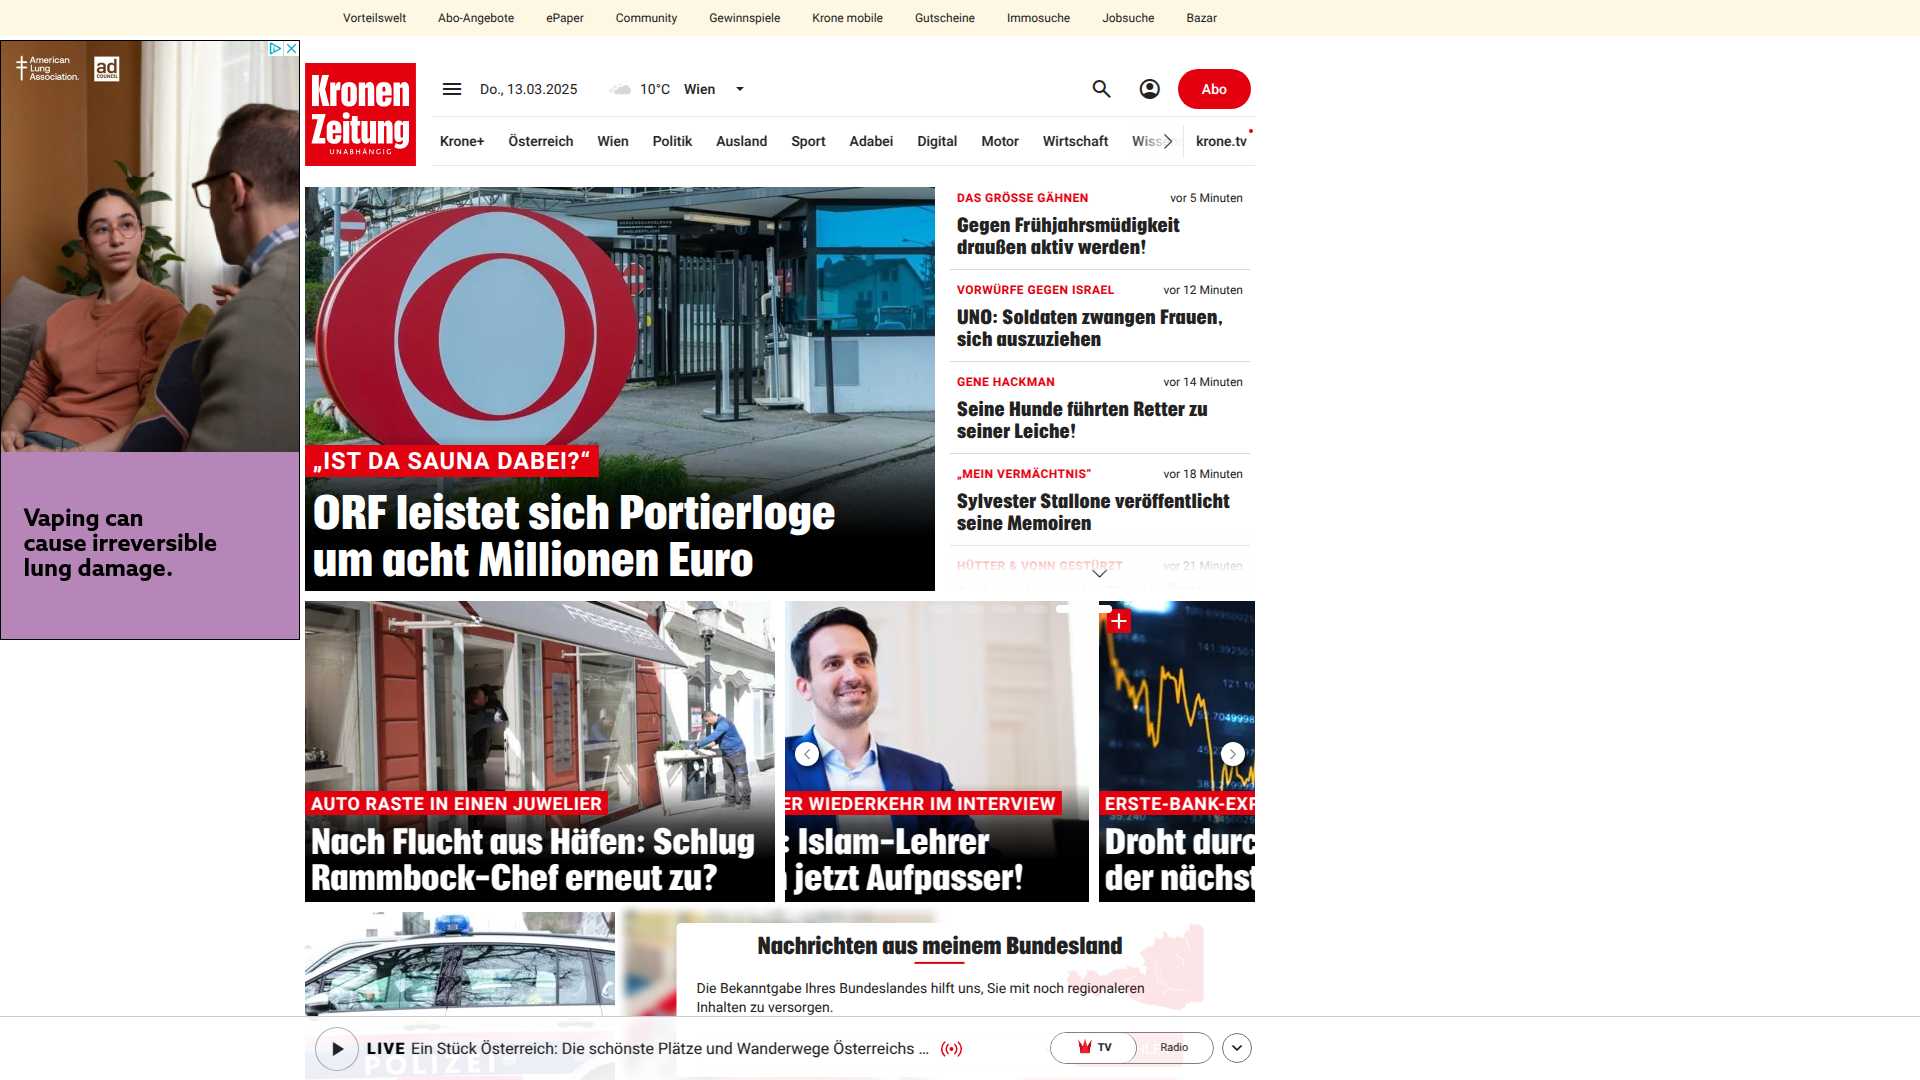 Vorteilswelt Abo-Angebote ePaper Community Gewinnspiele Krone mobile Gutscheine Immosuche Jobsuche Bazar
American
Lung
Association.
ad
COUNCIL
Vaping can
cause irreversible
lung damage.
Kronen
Zeitung
UNABHÄNGIG
Do., 13.03.2025 10°C Wien
Abo
Krone+ Österreich Wien Politik Ausland Sport Adabei Digital Motor Wirtschaft krone.tv
„IST DA SAUNA DABEI?“
ORF leistet sich Portierloge
um acht Millionen Euro
DAS GRÖSSE GÄHNEN vor 5 Minuten
Gegen Frühjahrsmüdigkeit
draußen aktiv werden!
VORWÜRFE GEGEN ISRAEL vor 12 Minuten
UNO: Soldaten zwangen Frauen,
sich auszuziehen
GENE HACKMAN vor 14 Minuten
Seine Hunde führten Retter zu
seiner Leiche!
„MEIN VERMÄCHTNIS“ vor 18 Minuten
Sylvester Stallone veröffentlicht
seine Memoiren
HÜTTER & VONN GESTÜRZT vor 21 Minuten
AUTO RASTE IN EINEN JUWELIER
Nach Flucht aus Häfen: Schlug
Rammbock-Chef erneut zu?
ER WIEDERKEHR IM INTERVIEW
: Islam-Lehrer
jetzt Aufpasser!
ERSTE-BANK-EXP
Droht durc
der nächst
Nachrichten aus meinem Bundesland
Die Bekanntgabe Ihres Bundeslandes hilft uns, Sie mit noch regionaleren
Inhalten zu versorgen.
LIVE Ein Stück Österreich: Die schönste Plätze und Wanderwege Österreichs ...
TV Radio
POLIZEI